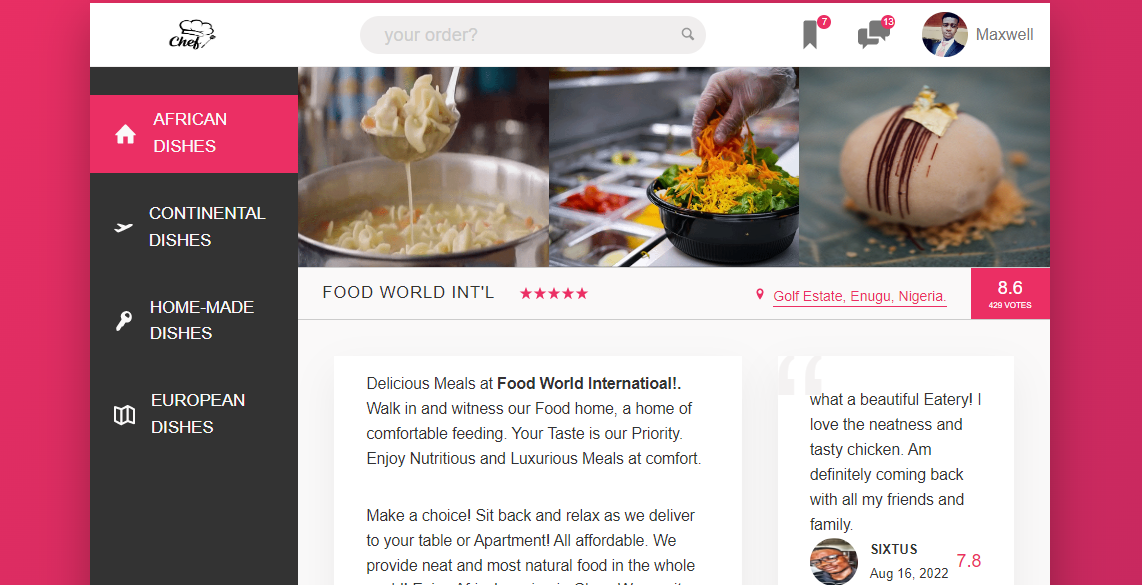 Chef
your order?
7
13
Maxwell
AFRICAN
DISHES
CONTINENTAL
DISHES
HOME-MADE
DISHES
EUROPEAN
DISHES
FOOD WORLD INT'L
Golf Estate, Enugu, Nigeria.
8.6
429 VOTES
Delicious Meals at Food World Internatioal!.
Walk in and witness our Food home, a home of
comfortable feeding. Your Taste is our Priority.
Enjoy Nutritious and Luxurious Meals at comfort.
Make a choice! Sit back and relax as we deliver
to your table or Apartment! All affordable. We
provide neat and most natural food in the whole
“
what a beautiful Eatery! I
love the neatness and
tasty chicken. Am
definitely coming back
with all my friends and
family.
SIXTUS
Aug 16, 2022
7.8